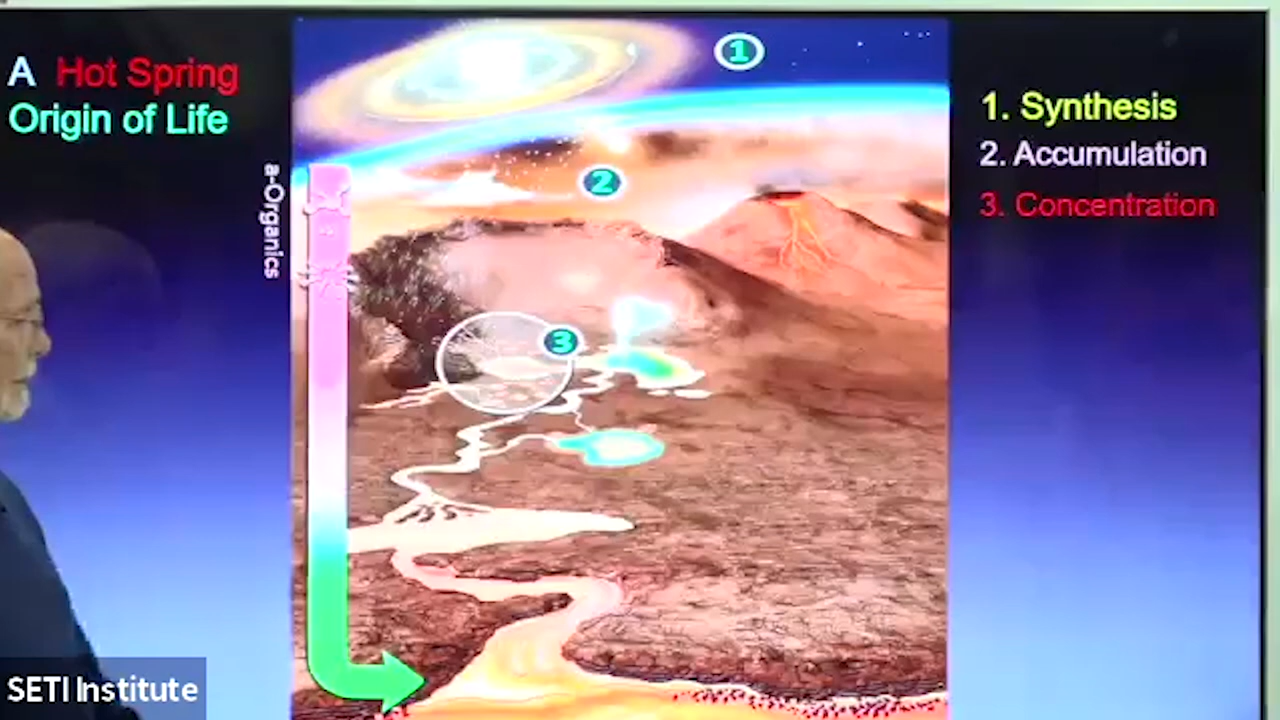 A Hot Spring
Origin of Life
1
1. Synthesis
2. Accumulation
3. Concentration
2
a-Organics
3
SETI Institute